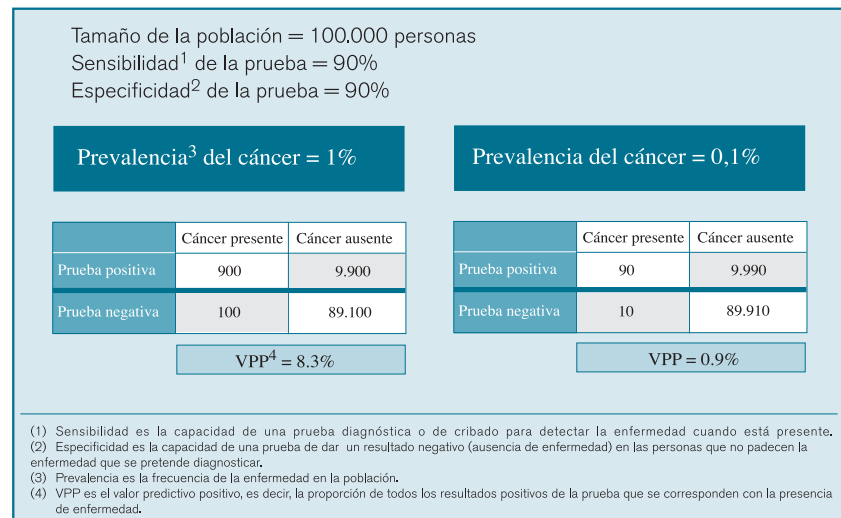 Tamaño de la población = 100.000 personas
Sensibilidad1 de la prueba = 90%
Especificidad2 de la prueba = 90%
Prevalencia3 del cáncer = 1%
Cáncer presente Cáncer ausente
Prueba positiva 900 9.900
Prueba negativa 100 89.100
VPP4 = 8.3%
Prevalencia del cáncer = 0,1%
Cáncer presente Cáncer ausente
Prueba positiva 90 9.990
Prueba negativa 10 89.910
VPP = 0.9%
(1) Sensibilidad es la capacidad de una prueba diagnóstica o de cribado para detectar la enfermedad cuando está presente.
(2) Especificidad es la capacidad de una prueba de dar un resultado negativo (ausencia de enfermedad) en las personas que no padecen la
enfermedad que se pretende diagnosticar.
(3) Prevalencia es la frecuencia de la enfermedad en la población.
(4) VPP es el valor predictivo positivo, es decir, la proporción de todos los resultados positivos de la prueba que se corresponden con la presencia
de enfermedad.